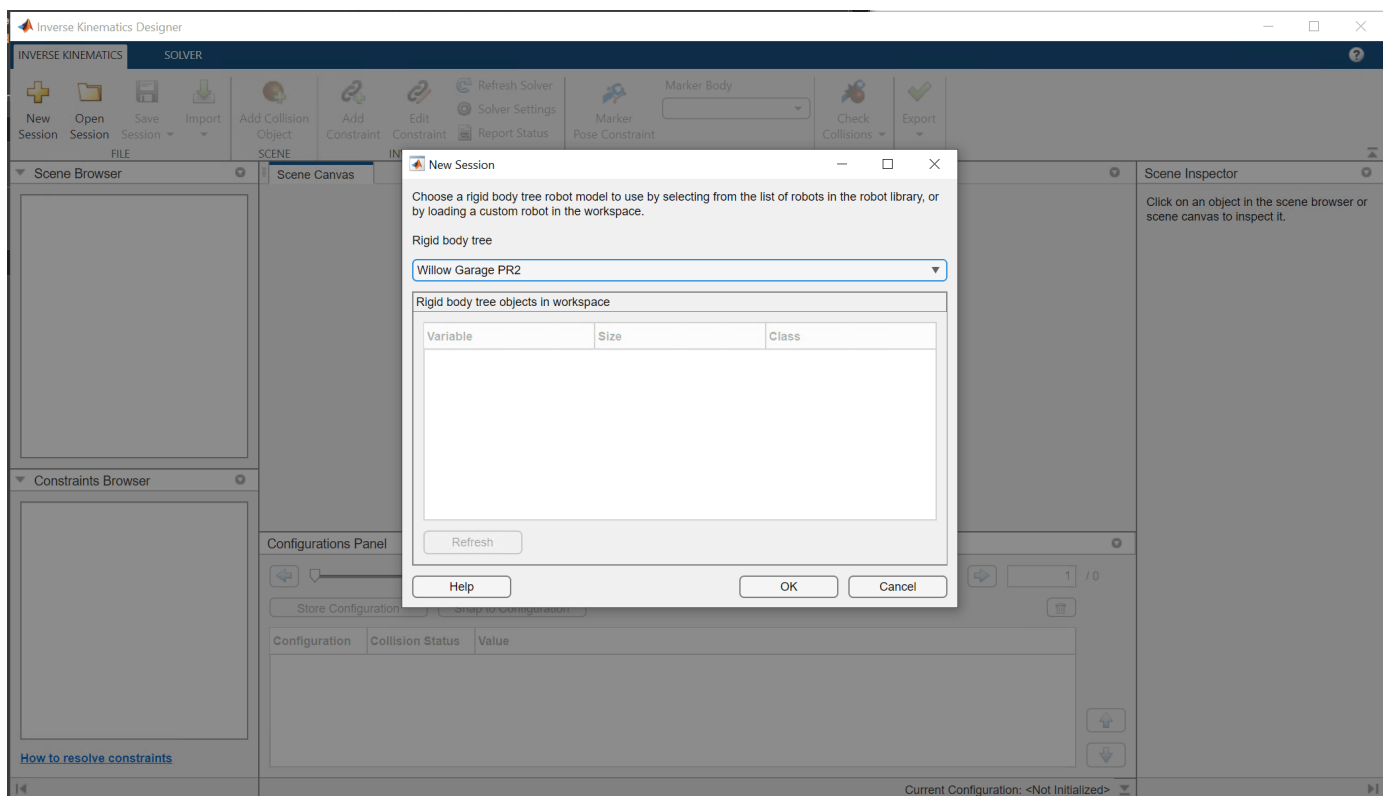 Inverse Kinematics Designer
INVERSE KINEMATICS
SOLVER
New
Session
Open
Session
Save
Session
Import
Add Collision
Object
Add
Constraint
Edit
Constraint
Refresh Solver
Solver Settings
Report Status
Marker
Pose Constraint
Marker Body
Check
Collisions
Export
FILE
SCENE
IN
Scene Browser
Scene Canvas
Scene Inspector
Click on an object in the scene browser or
scene canvas to inspect it.
New Session
Choose a rigid body tree robot model to use by selecting from the list of robots in the robot library, or
by loading a custom robot in the workspace.
Rigid body tree
Willow Garage PR2
Rigid body tree objects in workspace
Variable Size Class
Refresh
Help OK Cancel
Constraints Browser
How to resolve constraints
Configurations Panel
1 / 0
Store Configuration Snap to Configuration
Configuration Collision Status Value
Current Configuration: <Not Initialized>